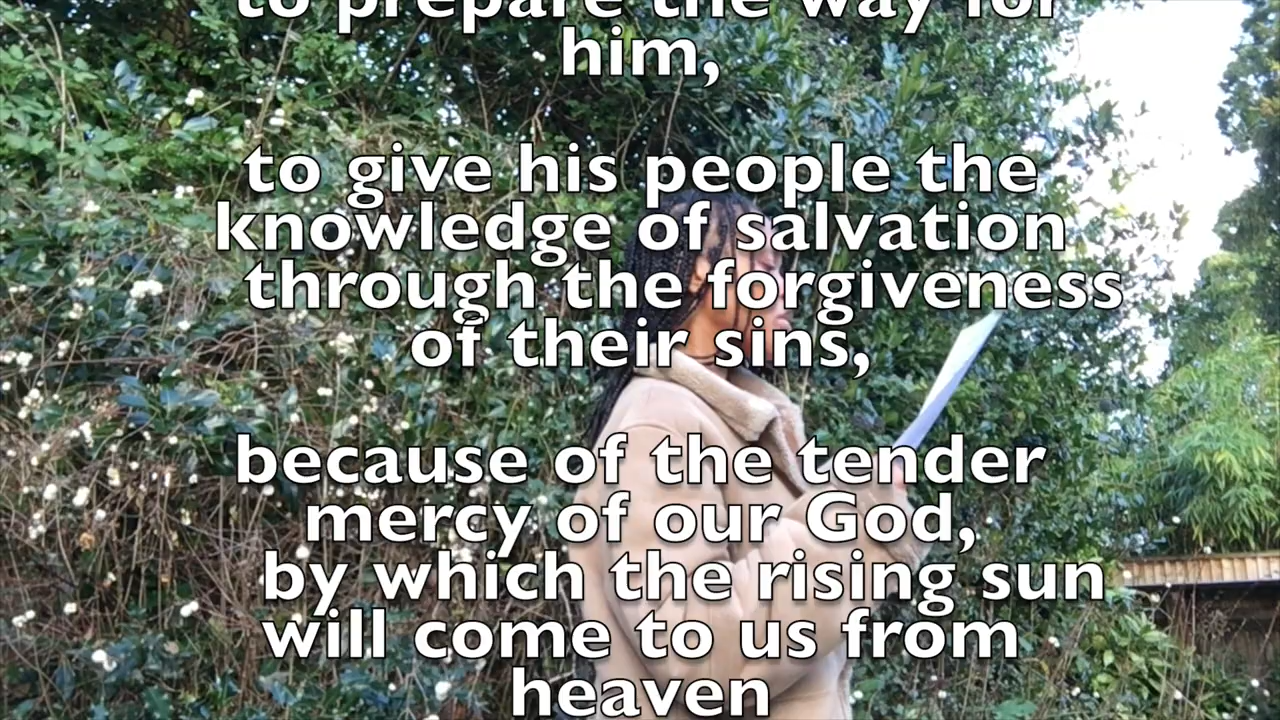 to prepare the way for
him,
to give his people the
knowledge of salvation
through the forgiveness
of their sins,
because of the tender
mercy of our God,
by which the rising sun
will come to us from
heaven